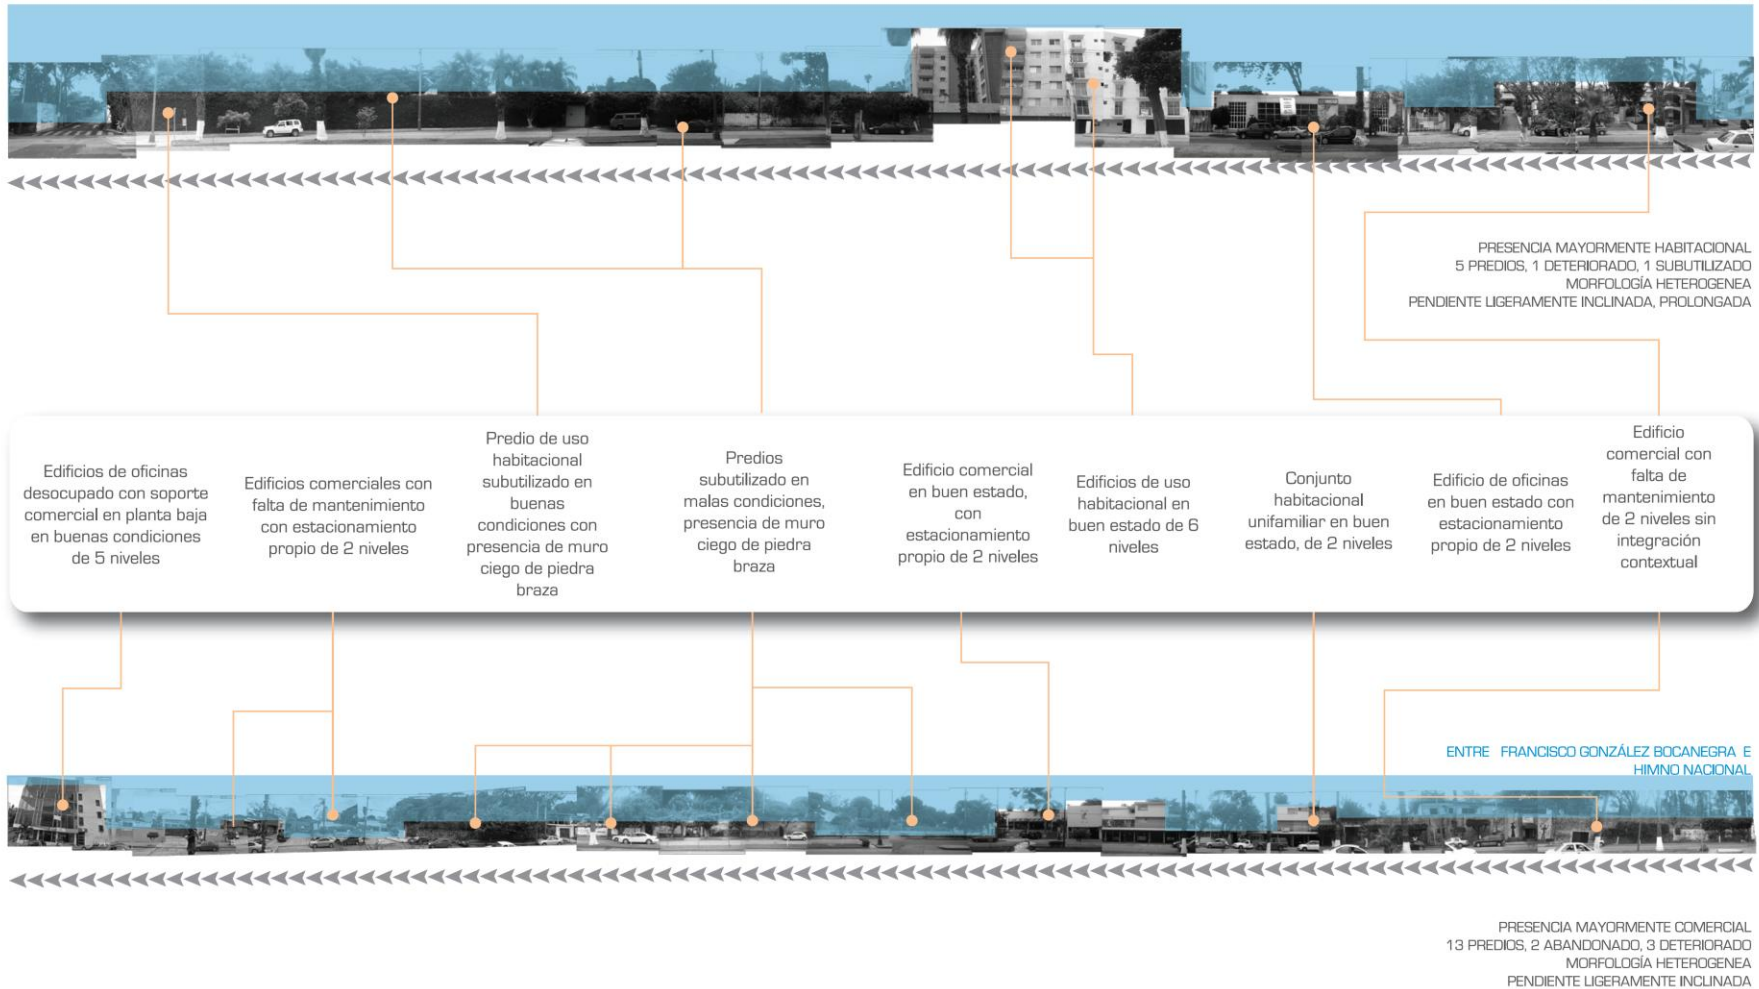 PRESENCIA MAYORMENTE HABITACIONAL
5 PREDIOS, 1 DETERIORADO, 1 SUBUTILIZADO
MORFOLOGÍA HETEROGENEA
PENDIENTE LIGERAMENTE INCLINADA, PROLONGADA
Edificios de oficinas
desocupado con soporte
comercial en planta baja
en buenas condiciones
de 5 niveles
Edificios comerciales con
falta de mantenimiento
con estacionamiento
propio de 2 niveles
Predio de uso
habitacional
subutilizado en
buenas
condiciones con
presencia de muro
ciego de piedra
braza
Predios
subutilizado en
malas condiciones,
presencia de muro
ciego de piedra
braza
Edificio comercial
en buen estado,
con
estacionamiento
propio de 2 niveles
Edificios de uso
habitacional en
buen estado de 6
niveles
Conjunto
habitacional
unifamiliar en buen
estado, de 2 niveles
Edificio de oficinas
en buen estado con
estacionamiento
propio de 2 niveles
Edificio
comercial con
falta de
mantenimiento
de 2 niveles sin
integración
contextual
ENTRE FRANCISCO GONZÁLEZ BOCANEGRA E
HIMNO NACIONAL
PRESENCIA MAYORMENTE COMERCIAL
13 PREDIOS, 2 ABANDONADO, 3 DETERIORADO
MORFOLOGÍA HETEROGENEA
PENDIENTE LIGERAMENTE INCLINADA